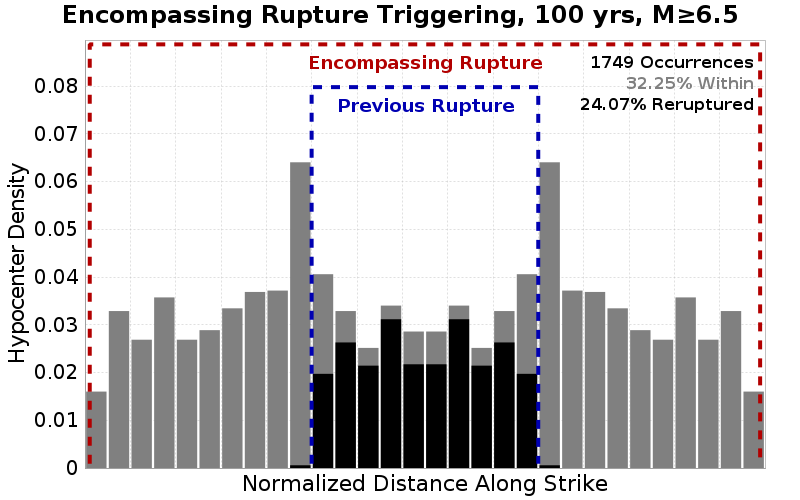 Encompassing Rupture Triggering, 100 yrs, M≥6.5
Encompassing Rupture
1749 Occurrences
32.25% Within
24.07% Reruptured
Previous Rupture
Hypocenter Density
0.08
0.07
0.06
0.05
0.04
0.03
0.02
0.01
0
Normalized Distance Along Strike